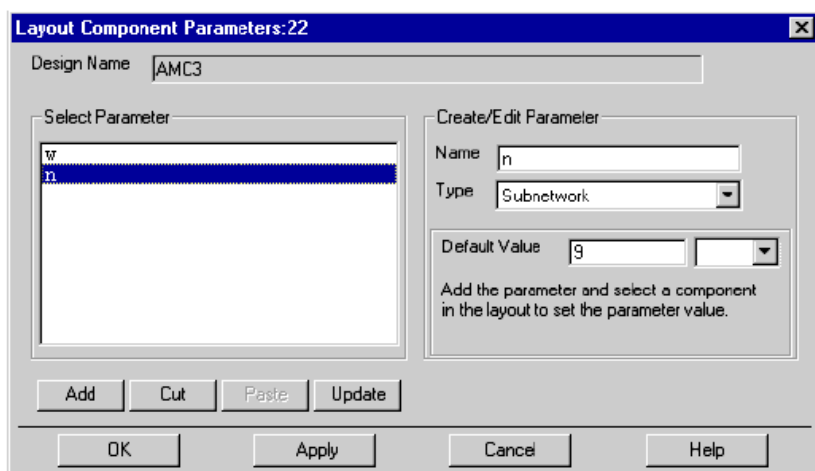 Layout Component Parameters:22
Design Name AMC3
Select Parameter
w
n
Create/Edit Parameter
Name n
Type Subnetwork
Default Value 9
Add the parameter and select a component
in the layout to set the parameter value.
Add Cut Paste Update
OK Apply Cancel Help